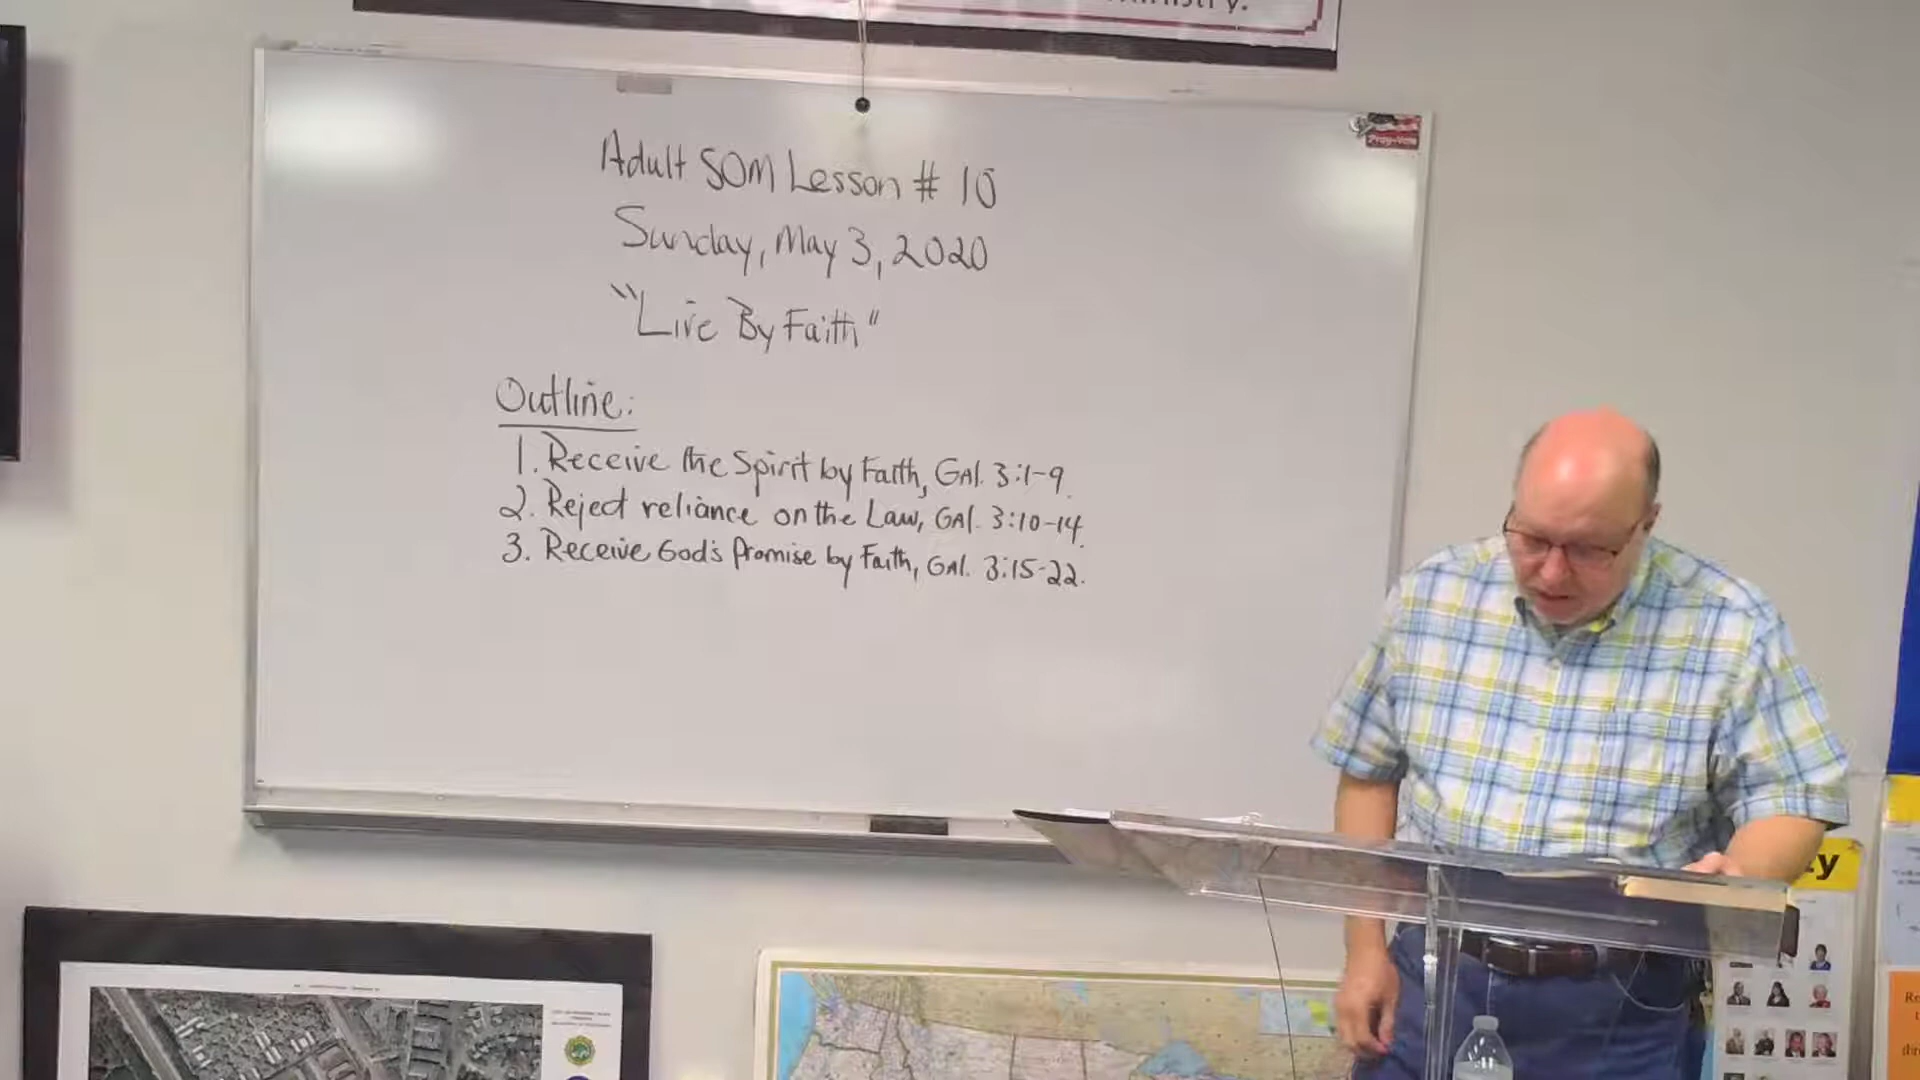 Adult SOM Lesson # 10
Sunday, May 3, 2020
"Live By Faith"
Outline:
1. Receive the Spirit by Faith, GAl. 3:1-9.
2. Reject reliance on the Law, GAl. 3:10-14.
3. Receive God's Promise by Faith, GAl. 3:15-22.